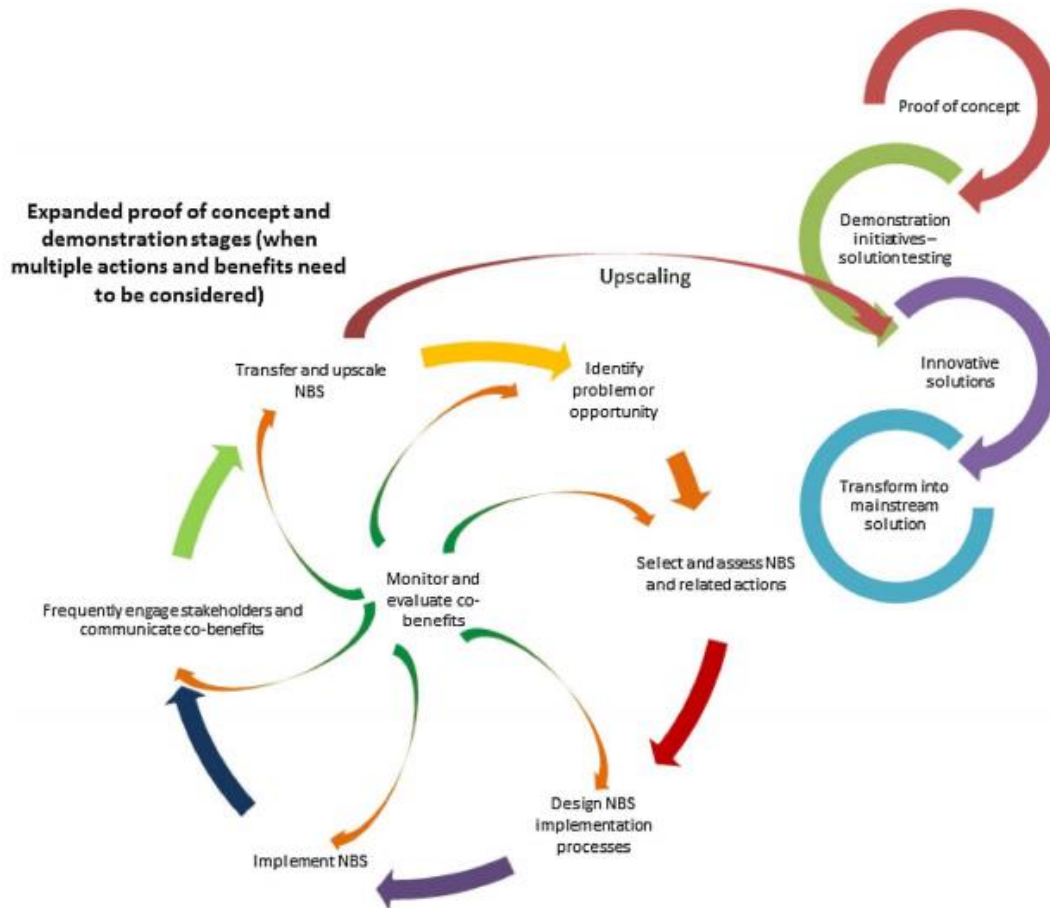 Proof of concept
Expanded proof of concept and
demonstration stages (when
multiple actions and benefits need
to be considered)
Demonstration
initiatives–
solution testing
Upscaling
Transfer and upscale
NBS
Identify
problem or
opportunity
Innovative
solutions
Transform into
mainstream
solution
Select and assess NBS
and related actions
Monitor and
evaluate co-
benefits
Frequently engage stakeholders and
communicate co-benefits
Design NBS
implementation
processes
Implement NBS